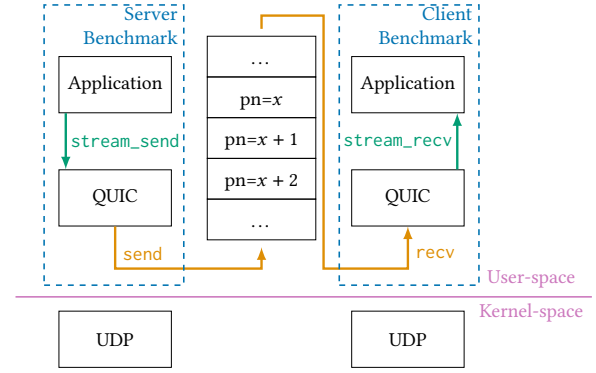 Server
Benchmark
Application
stream_send
QUIC
send
...
pn=x
pn=x + 1
pn=x + 2
...
Client
Benchmark
Application
stream_recv
QUIC
recv
User-space
Kernel-space
UDP
UDP